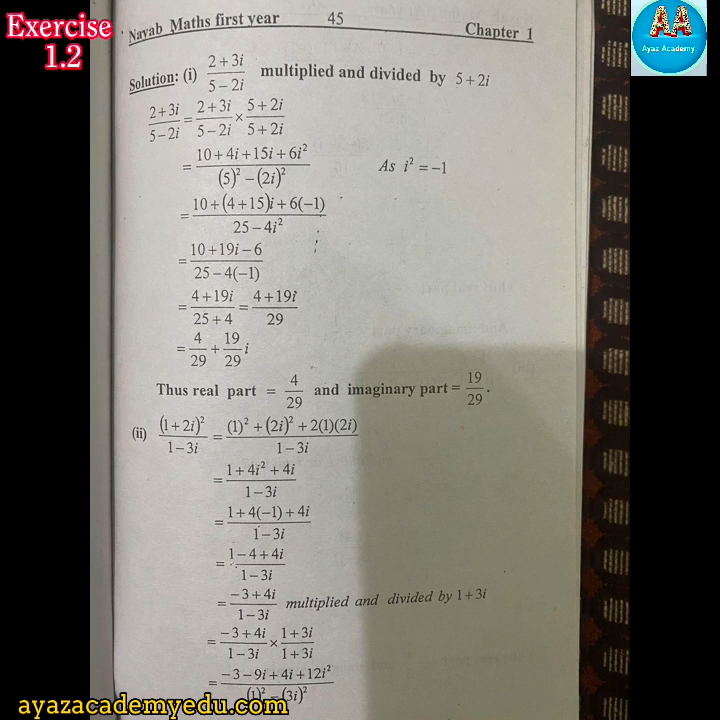 Exercise
1.2
Nayab Maths first year 45 Chapter 1
AA
Ayaz Academy
Solution: (i) (2+3i)/(5−2i) multiplied and divided by 5+2i
(2+3i)/(5−2i) = (2+3i)/(5−2i) × (5+2i)/(5+2i)
= (10+4i+15i+6i²)/((5)²−(2i)²) As i²=−1
= (10+(4+15)i+6(−1))/(25−4i²)
= (10+19i−6)/(25−4(−1))
= (4+19i)/(25+4) = (4+19i)/29
= 4/29 + 19/29 i
Thus real part = 4/29 and imaginary part = 19/29.
(ii) (1+2i)²/(1−3i) = ((1)²+(2i)²+2(1)(2i))/(1−3i)
= (1+4i²+4i)/(1−3i)
= (1+4(−1)+4i)/(1−3i)
= (1−4+4i)/(1−3i)
= (−3+4i)/(1−3i) multiplied and divided by 1+3i
= (−3+4i)/(1−3i) × (1+3i)/(1+3i)
= (−3−9i+4i+12i²)/((1)²−(3i)²)
ayazacademyedu.com